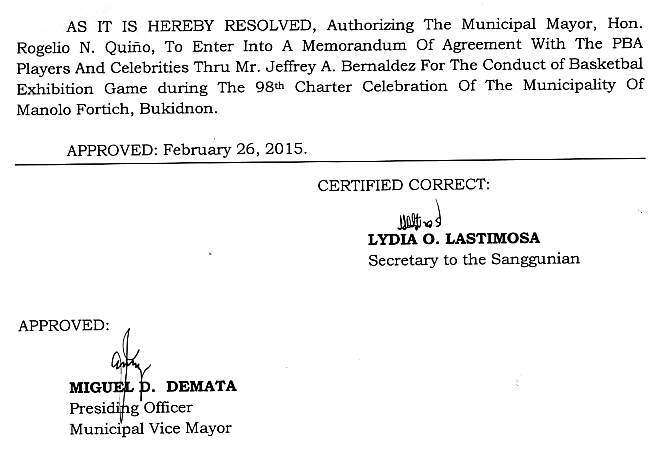 AS IT IS HEREBY RESOLVED, Authorizing The Municipal Mayor, Hon.
Rogelio N. Quiño, To Enter Into A Memorandum Of Agreement With The PBA
Players And Celebrities Thru Mr. Jeffrey A. Bernaldez For The Conduct of Basketbal
Exhibition Game during The 98th Charter Celebration Of The Municipality Of
Manolo Fortich, Bukidnon.
APPROVED: February 26, 2015.
CERTIFIED CORRECT:
LYDIA O. LASTIMOSA
Secretary to the Sanggunian
APPROVED:
MIGUEL D. DEMATA
Presiding Officer
Municipal Vice Mayor